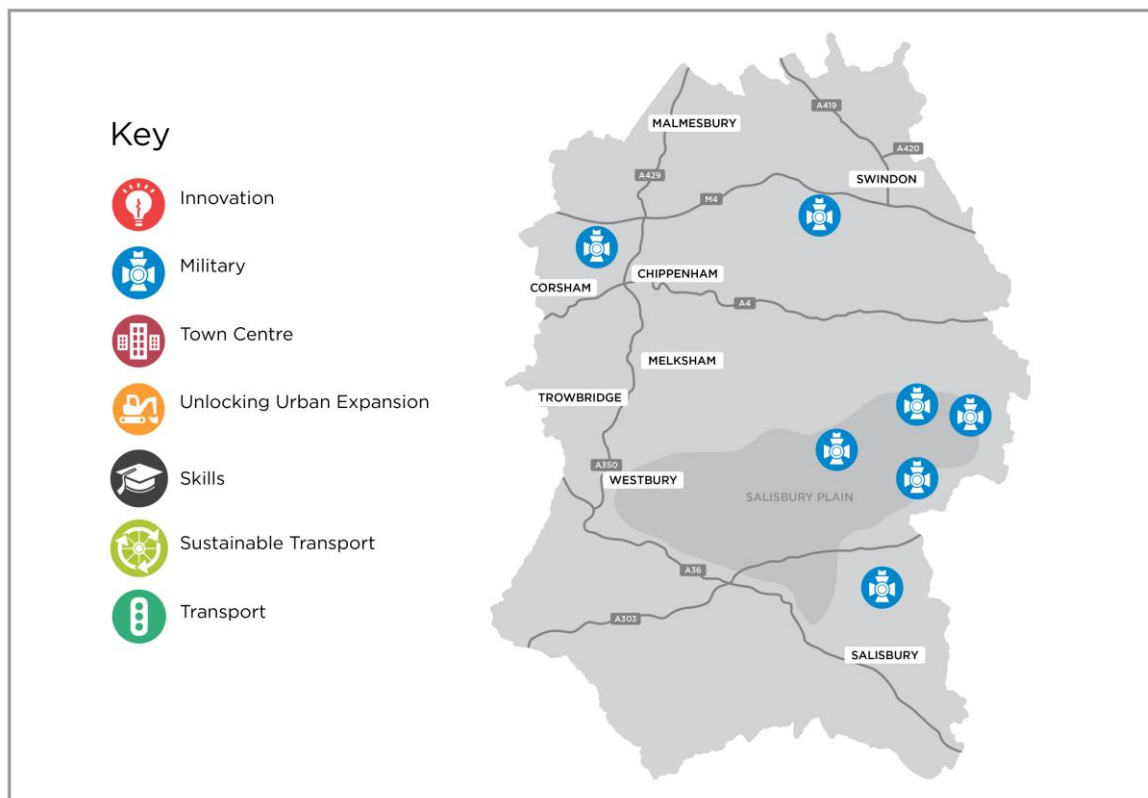 Key
Innovation
Military
Town Centre
Unlocking Urban Expansion
Skills
Sustainable Transport
Transport
A419
MALMESBURY
A420
A429
SWINDON
M4
CHIPPENHAM
CORSHAM
A4
MELKSHAM
TROWBRIDGE
A350
WESTBURY
SALISBURY PLAIN
A36
A303
SALISBURY